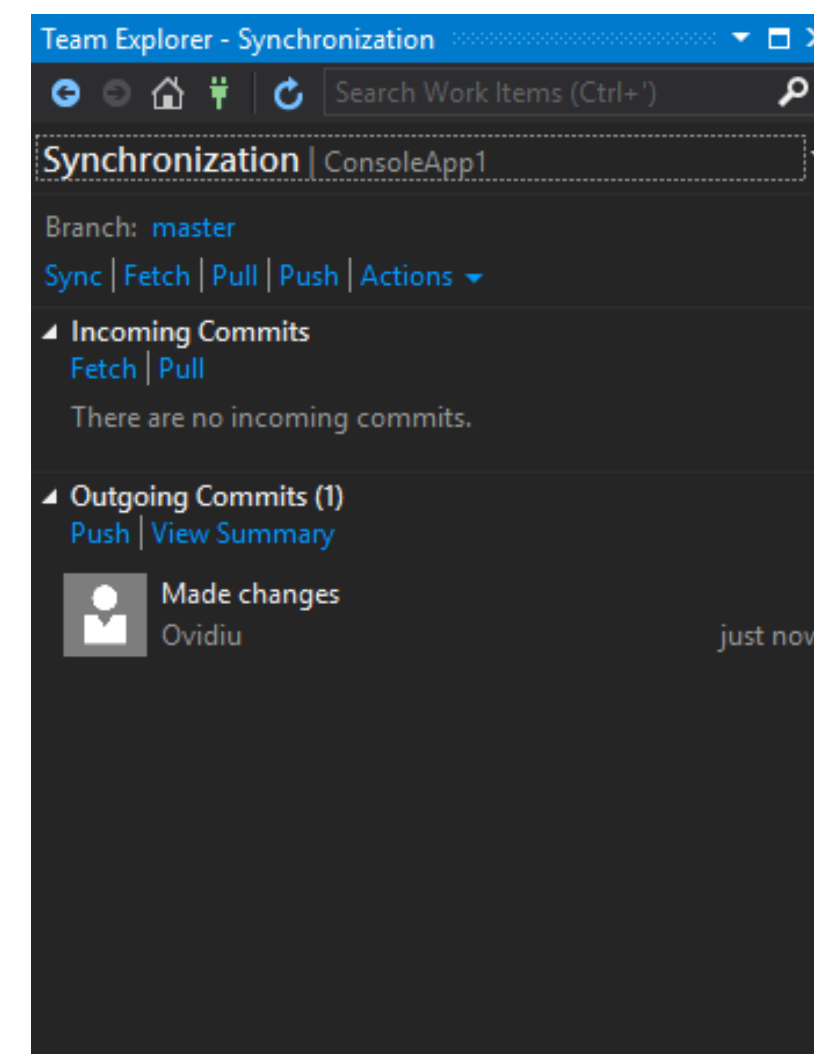 Team Explorer - Synchronization
Search Work Items (Ctrl+')
Synchronization | ConsoleApp1
Branch: master
Sync | Fetch | Pull | Push | Actions
Incoming Commits
Fetch | Pull
There are no incoming commits.
Outgoing Commits (1)
Push | View Summary
Made changes
Ovidiu
just now